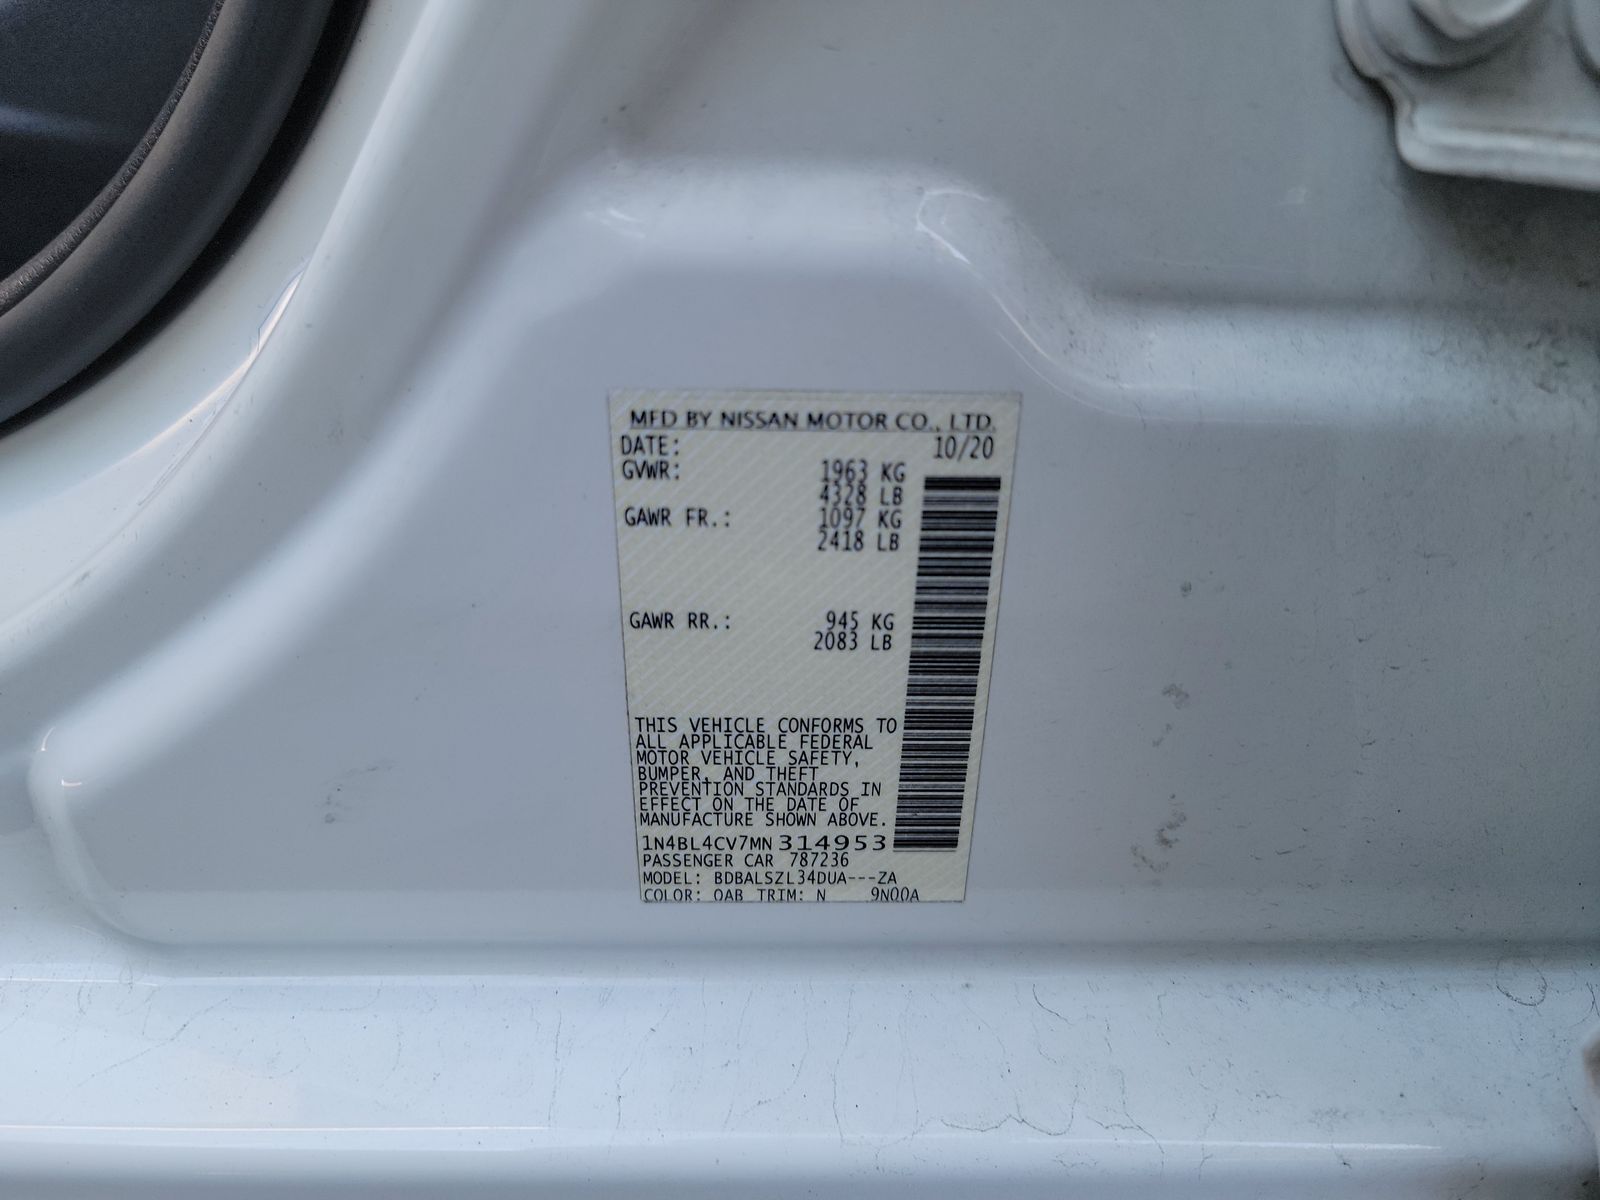 MFD BY NISSAN MOTOR CO., LTD.
DATE: 10/20
GVWR: 1963 KG
4328 LB
GAWR FR.: 1097 KG
2418 LB
GAWR RR.: 945 KG
2083 LB
THIS VEHICLE CONFORMS TO
ALL APPLICABLE FEDERAL
MOTOR VEHICLE SAFETY,
BUMPER, AND THEFT
PREVENTION STANDARDS IN
EFFECT ON THE DATE OF
MANUFACTURE SHOWN ABOVE.
1N4BL4CV7MN314953
PASSENGER CAR 787236
MODEL: BDBALSZL34DUA---ZA
COLOR: QAB TRIM: N 9N00A